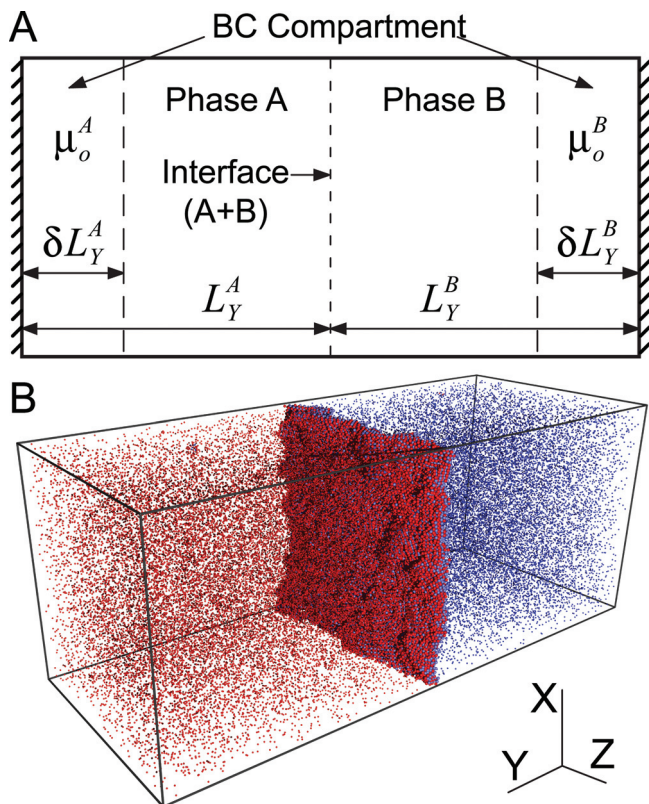 A
BC Compartment
Phase A
Phase B
μ_o^A
μ_o^B
Interface
(A+B)
δL_Y^A
δL_Y^B
L_Y^A
L_Y^B
B
X
Y
Z